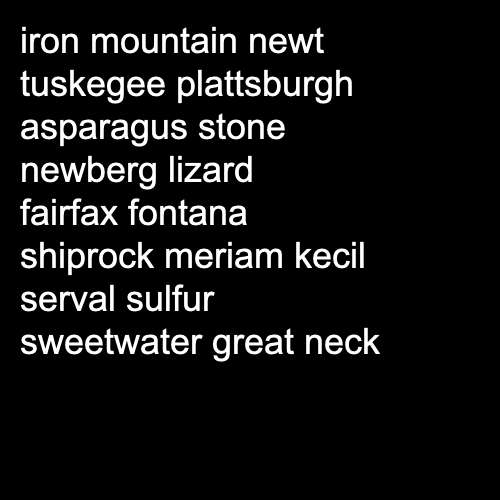 iron mountain newt
tuskegee plattsburgh
asparagus stone
newberg lizard
fairfax fontana
shiprock meriam kecil
serval sulfur
sweetwater great neck